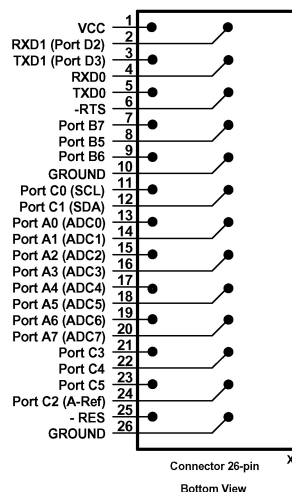 VCC 1
RXD1 (Port D2) 2
TXD1 (Port D3) 3
RXD0 4
TXD0 5
-RTS 6
Port B7 7
Port B5 8
Port B6 9
GROUND 10
Port C0 (SCL) 11
Port C1 (SDA) 12
Port A0 (ADC0) 13
Port A1 (ADC1) 14
Port A2 (ADC2) 15
Port A3 (ADC3) 16
Port A4 (ADC4) 17
Port A5 (ADC5) 18
Port A6 (ADC6) 19
Port A7 (ADC7) 20
Port C3 21
Port C4 22
Port C5 23
Port C2 (A-Ref) 24
- RES 25
GROUND 26
Connector 26-pin
X
Bottom View